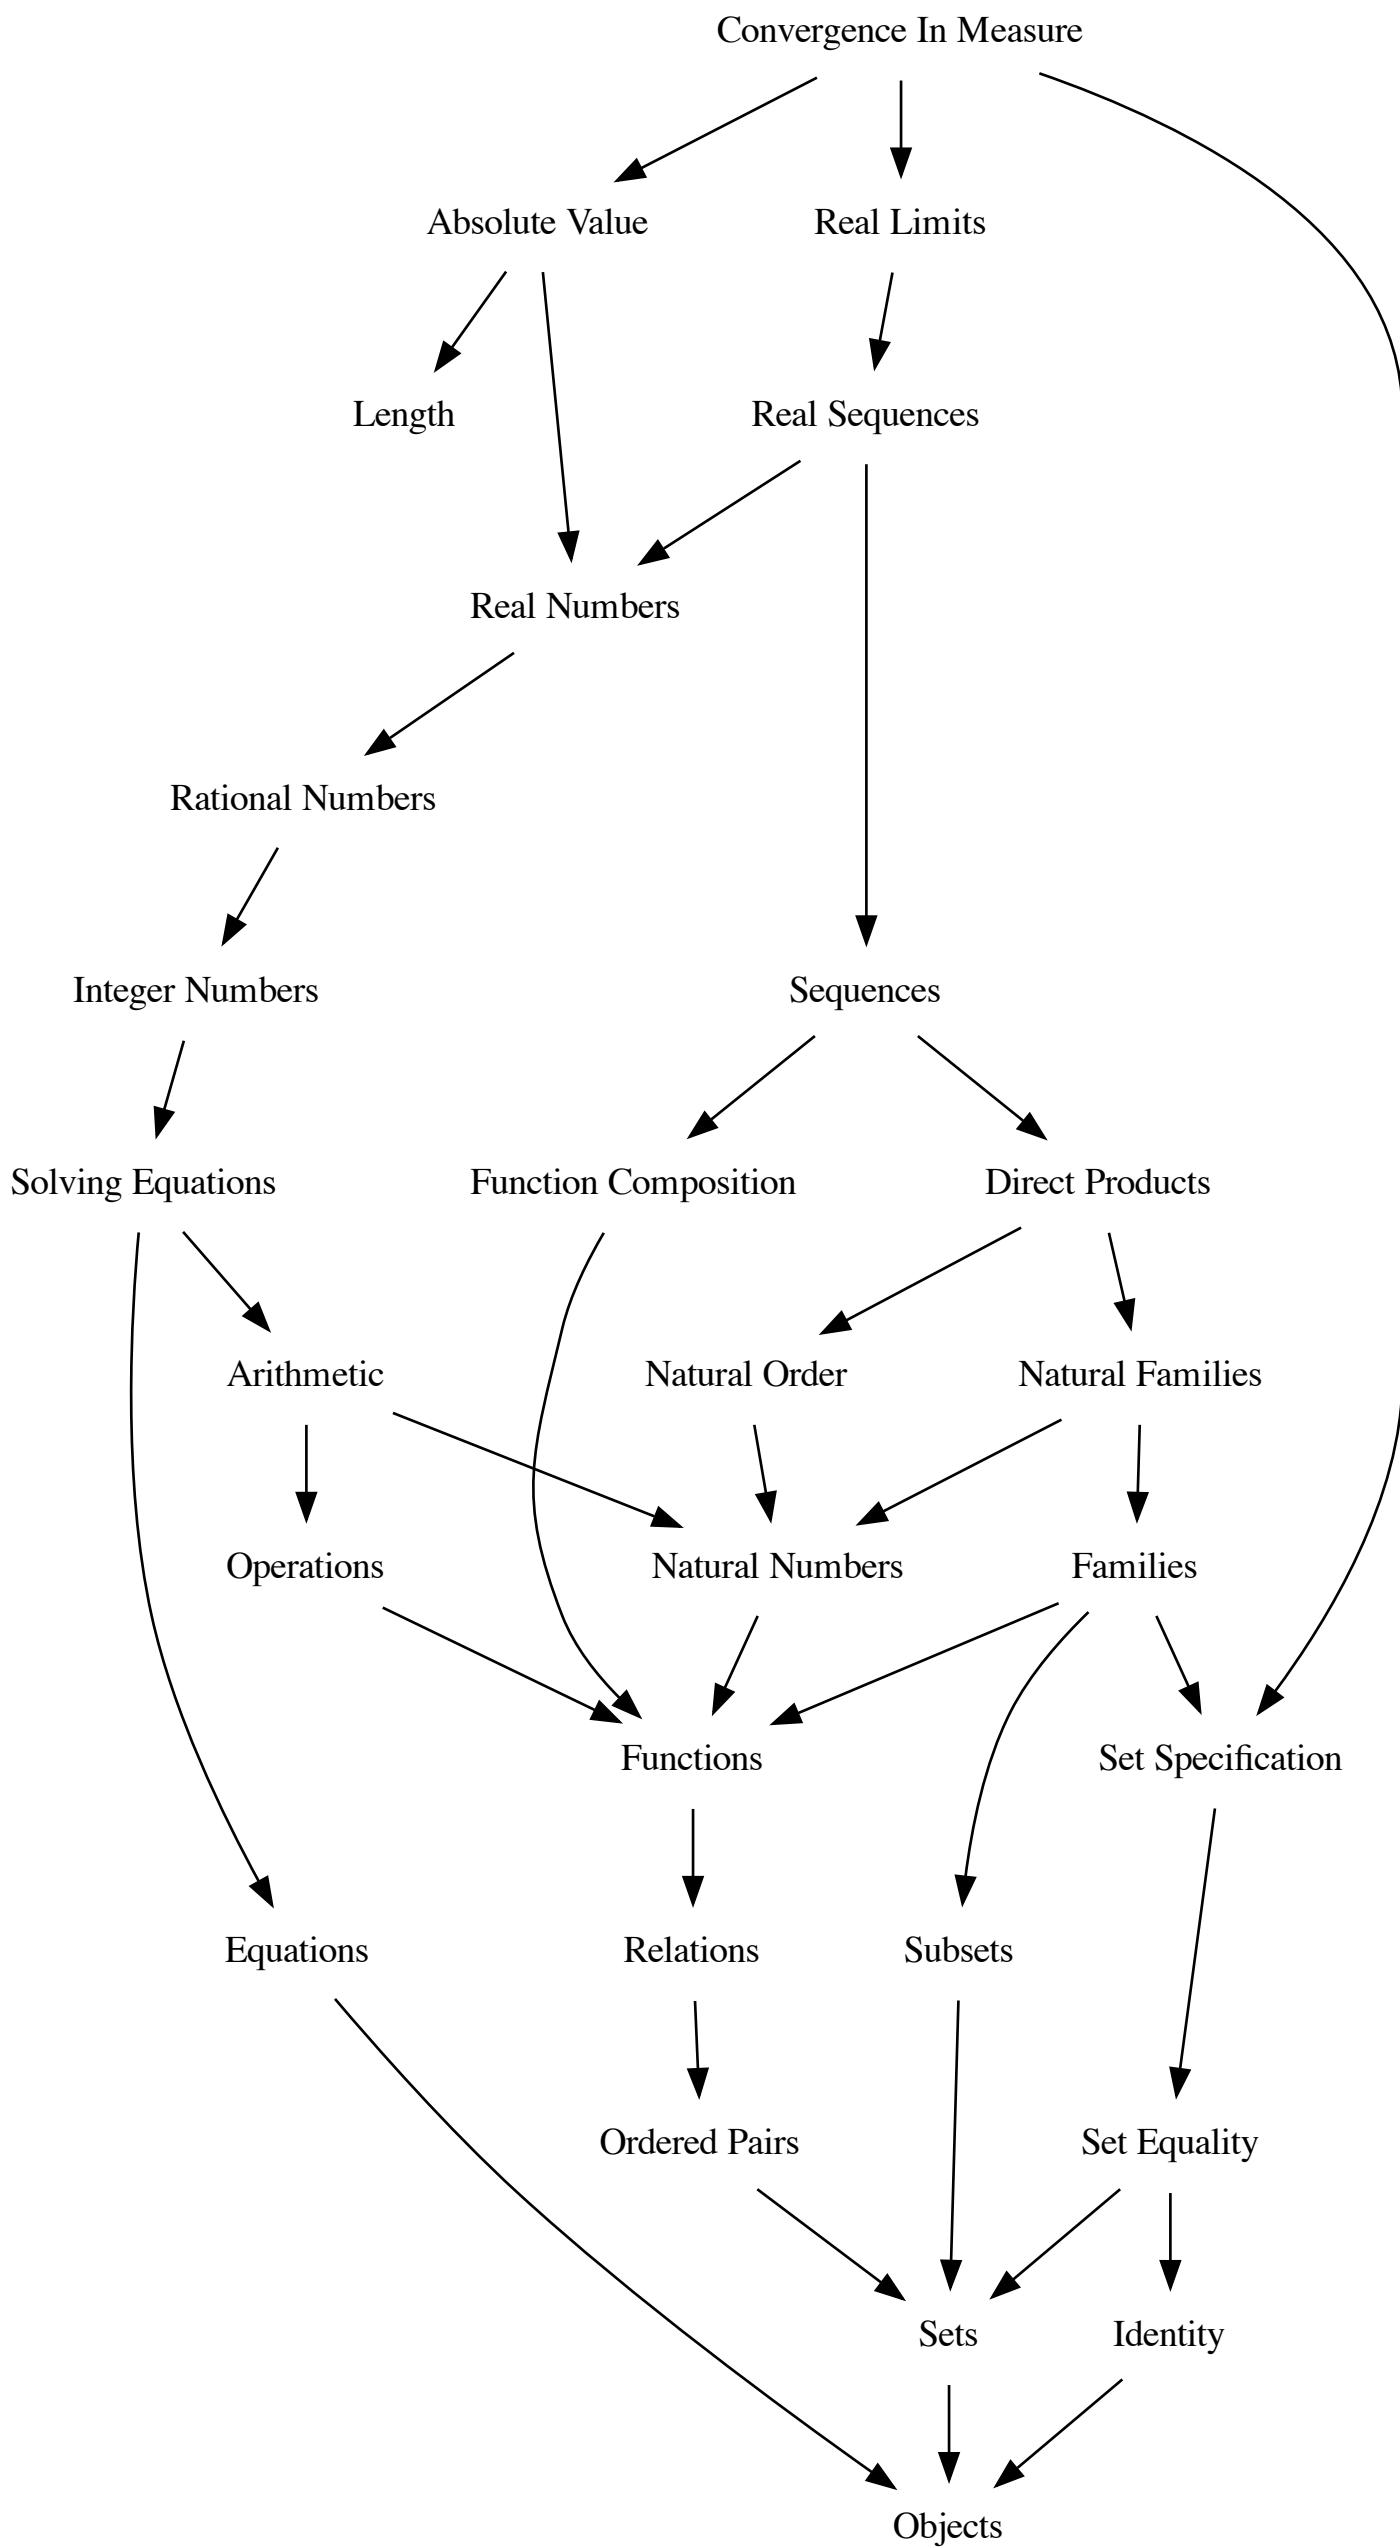 Convergence In Measure
Absolute Value
Real Limits
Length
Real Sequences
Real Numbers
Rational Numbers
Integer Numbers
Sequences
Solving Equations
Function Composition
Direct Products
Arithmetic
Natural Order
Natural Families
Operations
Natural Numbers
Families
Functions
Set Specification
Equations
Relations
Subsets
Ordered Pairs
Set Equality
Sets
Identity
Objects